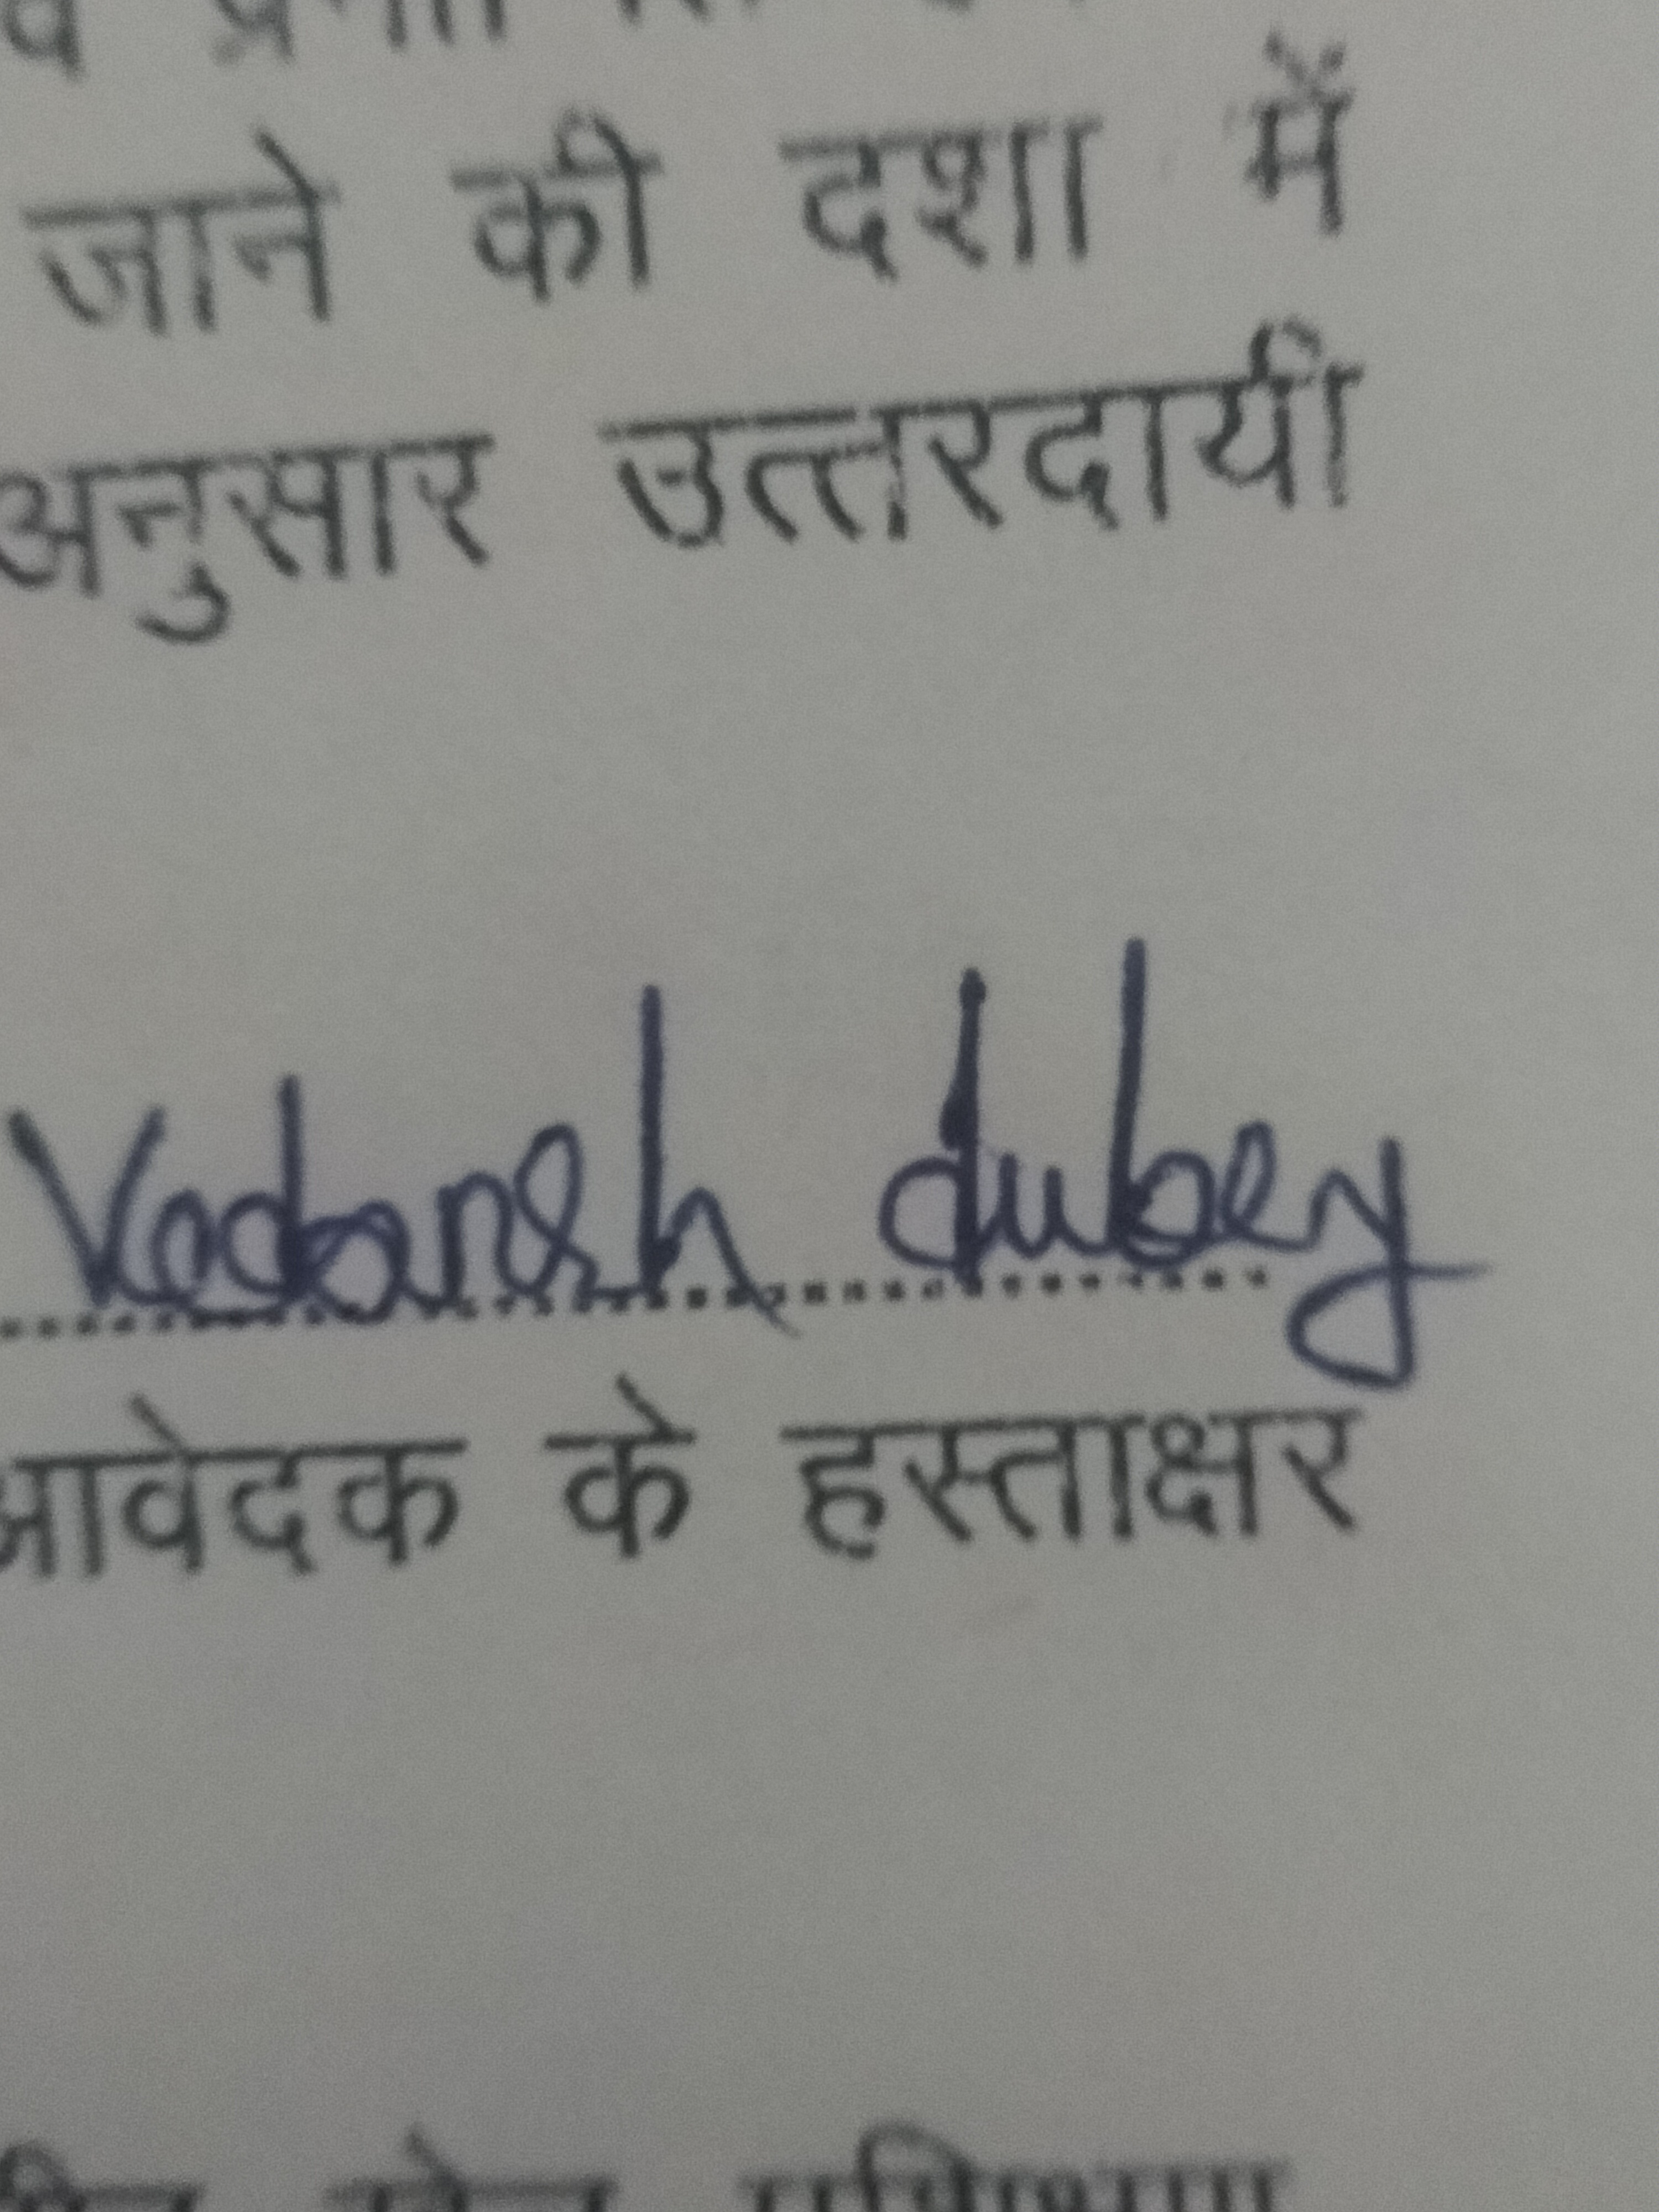 जाने की दशा में
अनुसार उत्तरदायी
Vedansh dubey
आवेदक के हस्ताक्षर